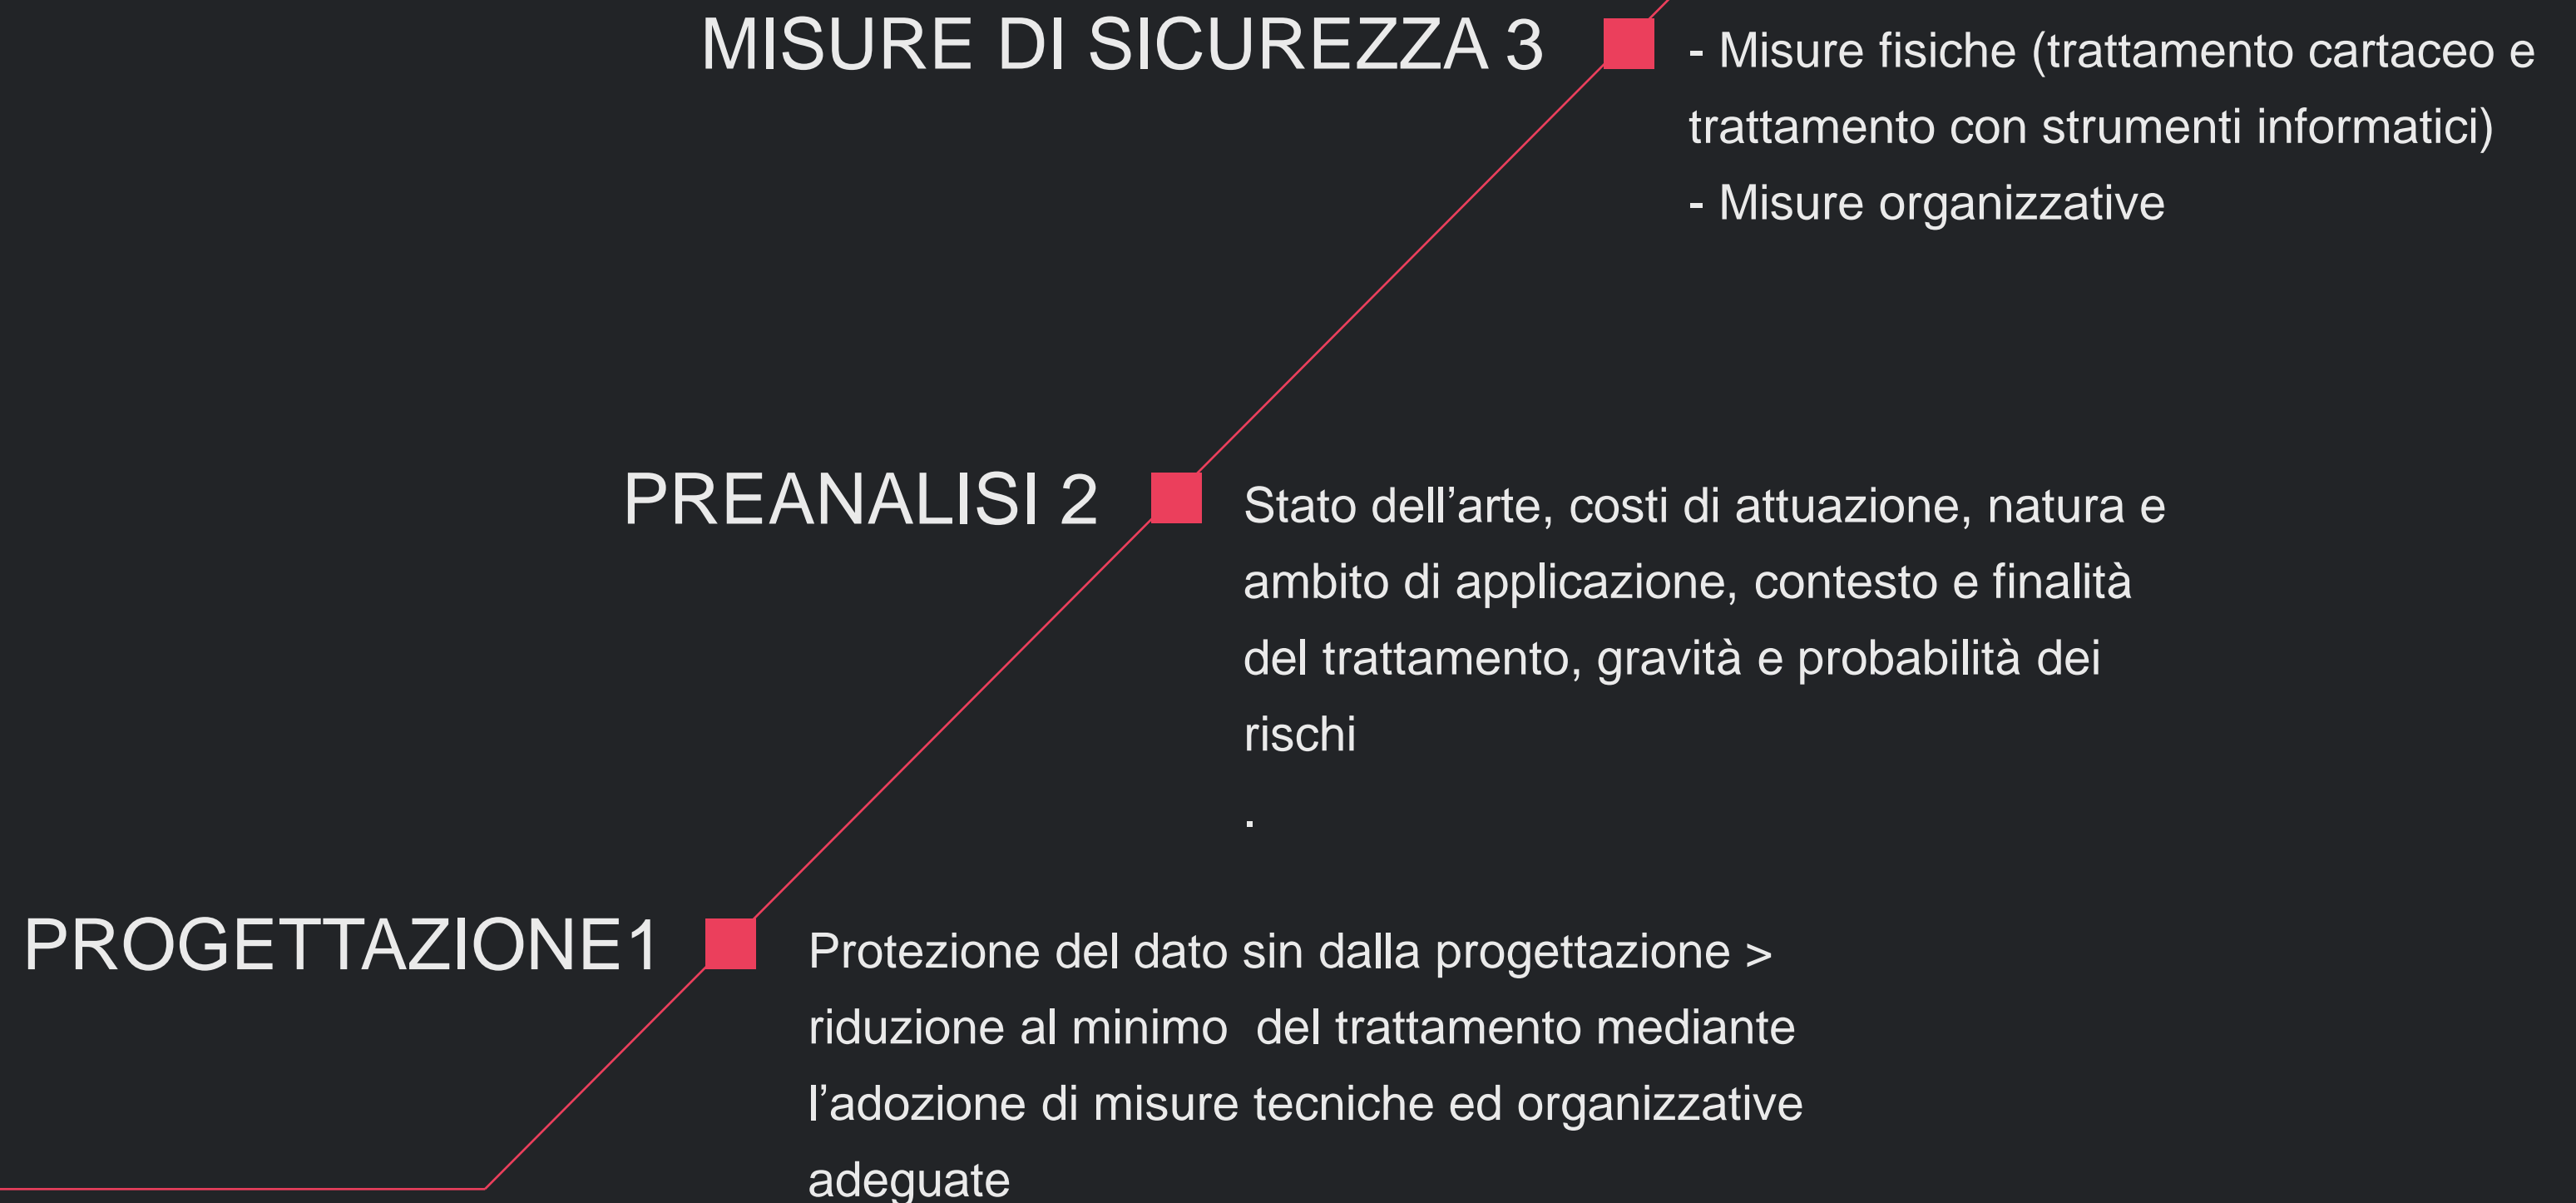 MISURE DI SICUREZZA 3
- Misure fisiche (trattamento cartaceo e
trattamento con strumenti informatici)
- Misure organizzative
PREANALISI 2
Stato dell’arte, costi di attuazione, natura e
ambito di applicazione, contesto e finalità
del trattamento, gravità e probabilità dei
rischi
.
PROGETTAZIONE1
Protezione del dato sin dalla progettazione >
riduzione al minimo  del trattamento mediante
l’adozione di misure tecniche ed organizzative
adeguate